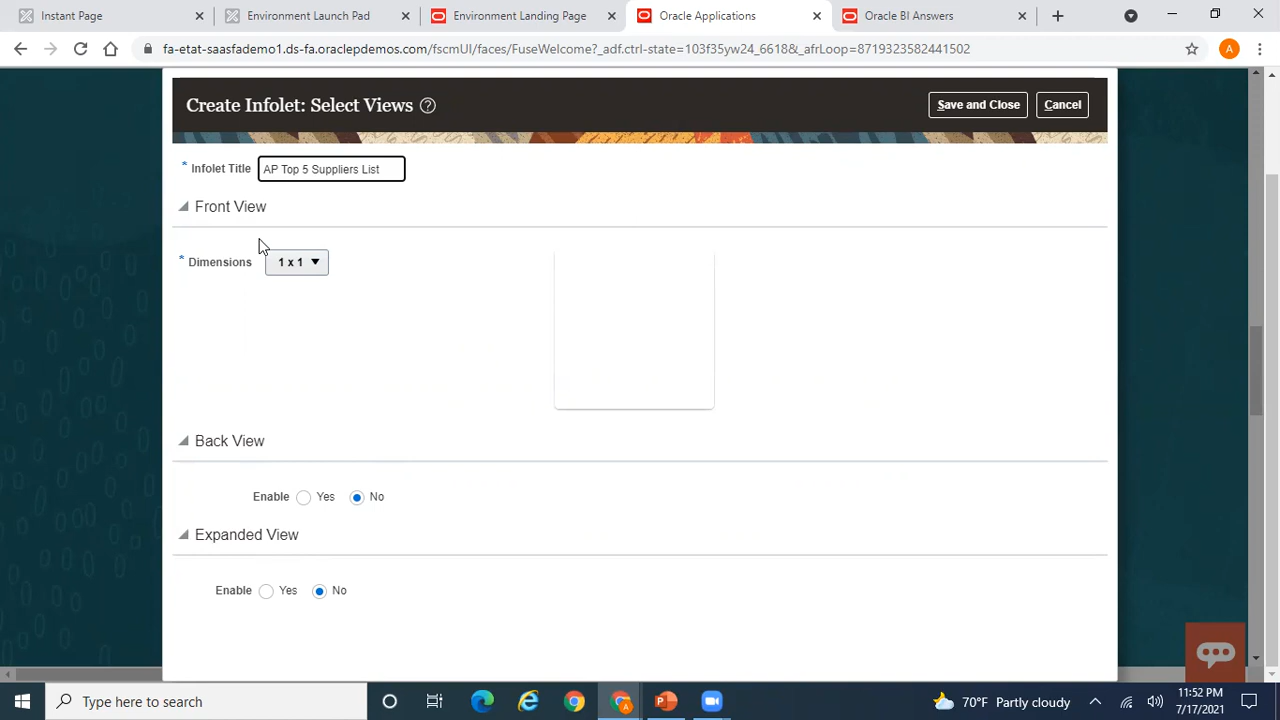 Instant Page
Environment Launch Pa
Environment Landing Page
Oracle Applications
Oracle BI Answers
fa-etat-saasfademo1.ds-fa.oraclepdemos.com/fscmUI/faces/FuseWelcome?_adf.ctrl-state=103f35yw24_6618&_afrLoop=8719323582441502
A
Create Infolet: Select Views ?
Save and Close
Cancel
* Infolet Title AP Top 5 Suppliers List
Front View
* Dimensions 1 x 1
Back View
Enable Yes No
Expanded View
Enable Yes No
Type here to search
70°F Partly cloudy
11:52 PM
7/17/2021